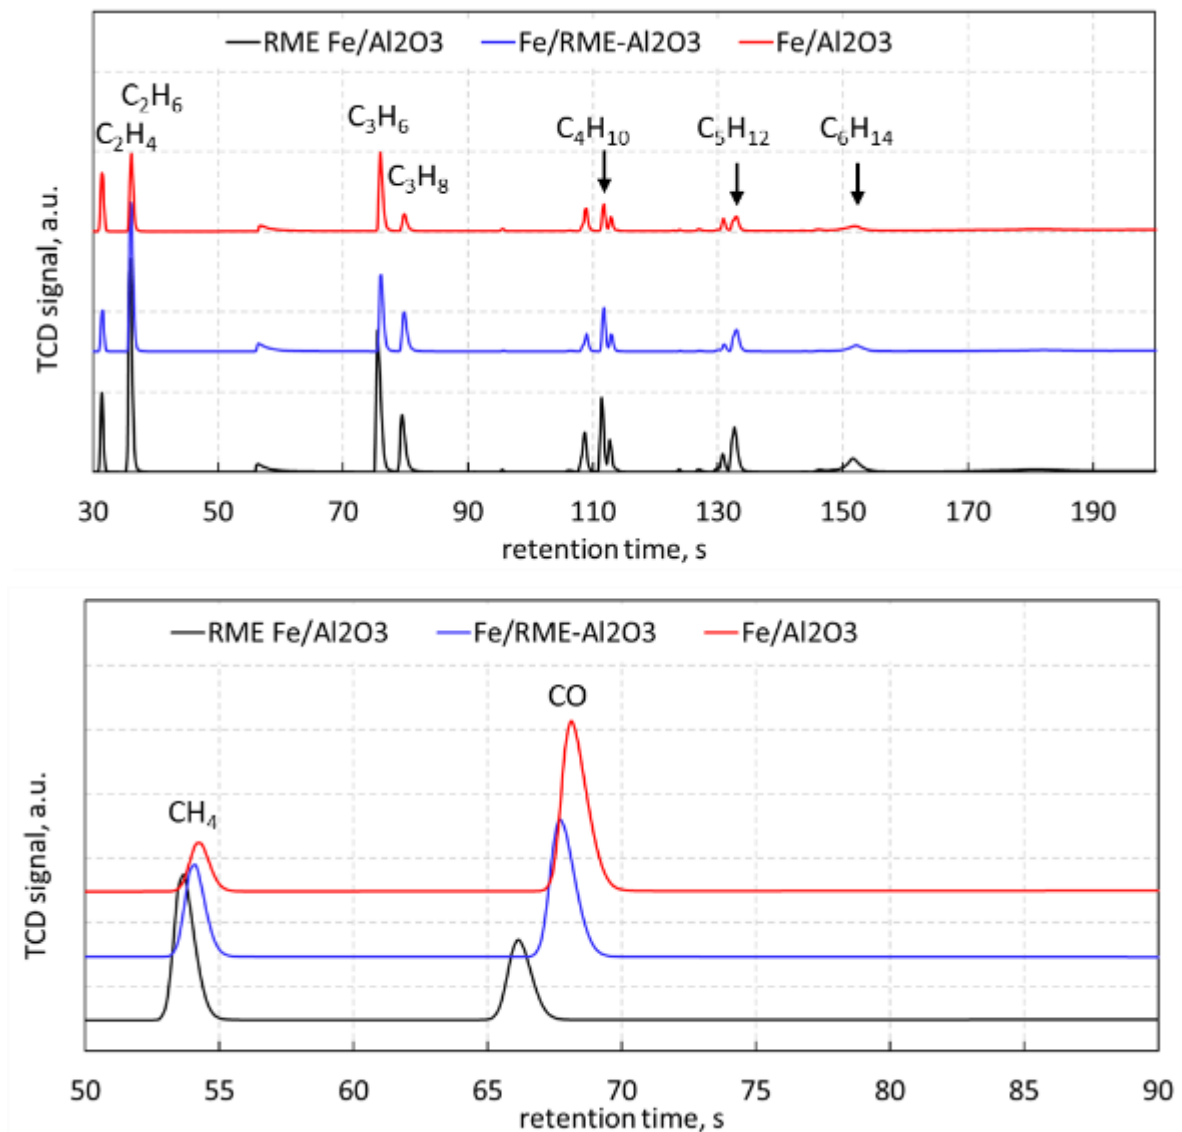 RME Fe/Al2O3 Fe/RME-Al2O3 Fe/Al2O3
C₂H₆
C₂H₄
C₃H₆
C₃H₈
C₄H₁₀
C₅H₁₂
C₆H₁₄
TCD signal, a.u.
30 50 70 90 110 130 150 170 190
retention time, s
RME Fe/Al2O3 Fe/RME-Al2O3 Fe/Al2O3
CO
CH₄
TCD signal, a.u.
50 55 60 65 70 75 80 85 90
retention time, s